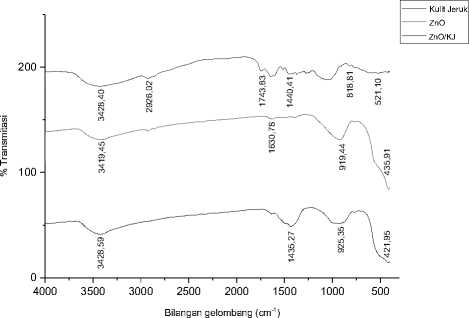 Kulit Jeruk
ZnO
ZnO/KJ
% Transmitasi
200
100
0
3428,40
2926,02
1743,83
1440,41
818,81
521,10
3419,45
1630,78
919,44
435,91
3428,59
1435,27
925,35
421,95
4000 3500 3000 2500 2000 1500 1000 500
Bilangan gelombang (cm-1)